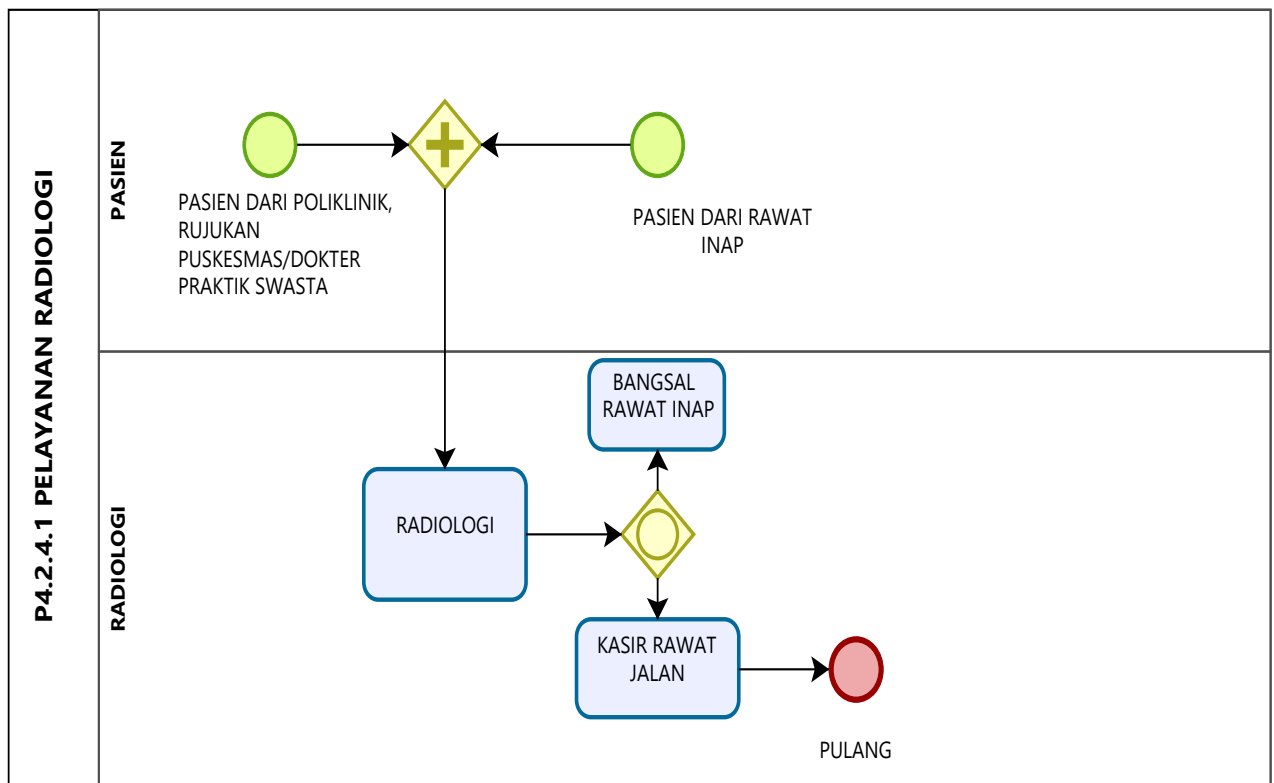 P4.2.4.1 PELAYANAN RADIOLOGI
PASIEN
PASIEN DARI POLIKLINIK,
RUJUKAN
PUSKESMAS/DOKTER
PRAKTIK SWASTA
PASIEN DARI RAWAT
INAP
RADIOLOGI
BANGSAL
RAWAT INAP
RADIOLOGI
KASIR RAWAT
JALAN
PULANG